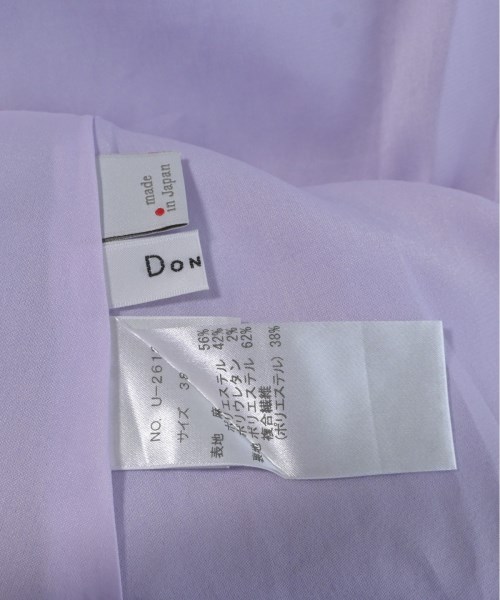 made
in Japan
DON
NO. U-261
サイズ 38
表地 麻 56%
ポリエステル 42%
ポリウレタン 2%
裏地 ポリエステル 62%
複合繊維 38%
(ポリエステル)